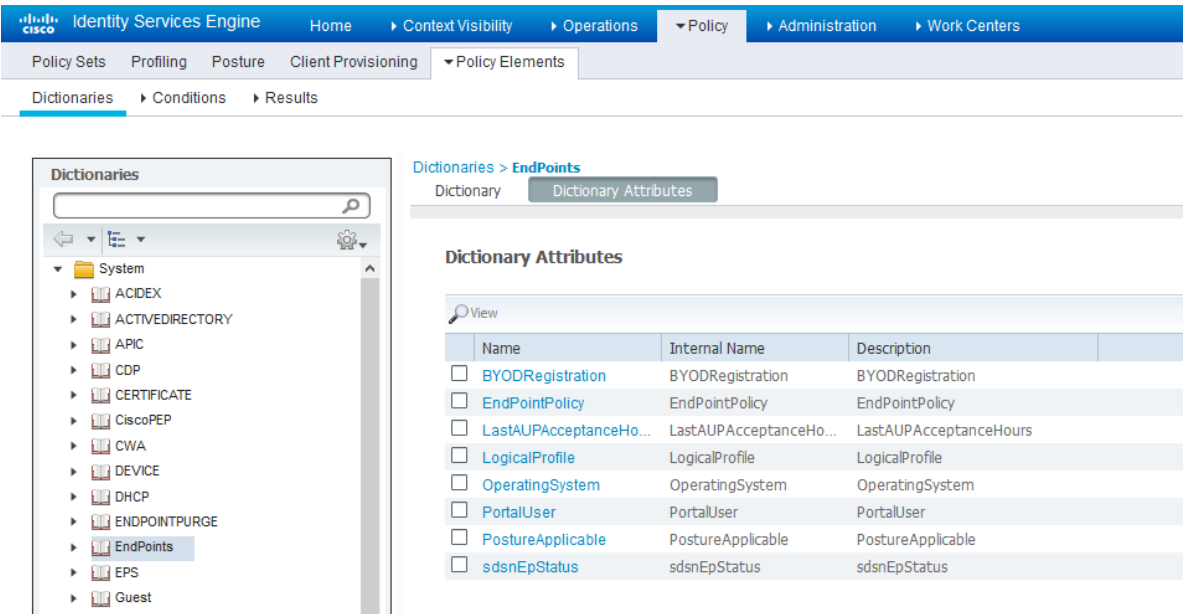 cisco Identity Services Engine Home Context Visibility Operations Policy Administration Work Centers
Policy Sets Profiling Posture Client Provisioning Policy Elements
Dictionaries Conditions Results
Dictionaries
Dictionaries > EndPoints
Dictionary Dictionary Attributes
System
ACIDEX
ACTIVEDIRECTORY
APIC
CDP
CERTIFICATE
CiscoPEP
CWA
DEVICE
DHCP
ENDPOINTPURGE
EndPoints
EPS
Guest
Dictionary Attributes
View
Name Internal Name Description
BYODRegistration BYODRegistration BYODRegistration
EndPointPolicy EndPointPolicy EndPointPolicy
LastAUPAcceptanceHo... LastAUPAcceptanceHo... LastAUPAcceptanceHours
LogicalProfile LogicalProfile LogicalProfile
OperatingSystem OperatingSystem OperatingSystem
PortalUser PortalUser PortalUser
PostureApplicable PostureApplicable PostureApplicable
sdsnEpStatus sdsnEpStatus sdsnEpStatus